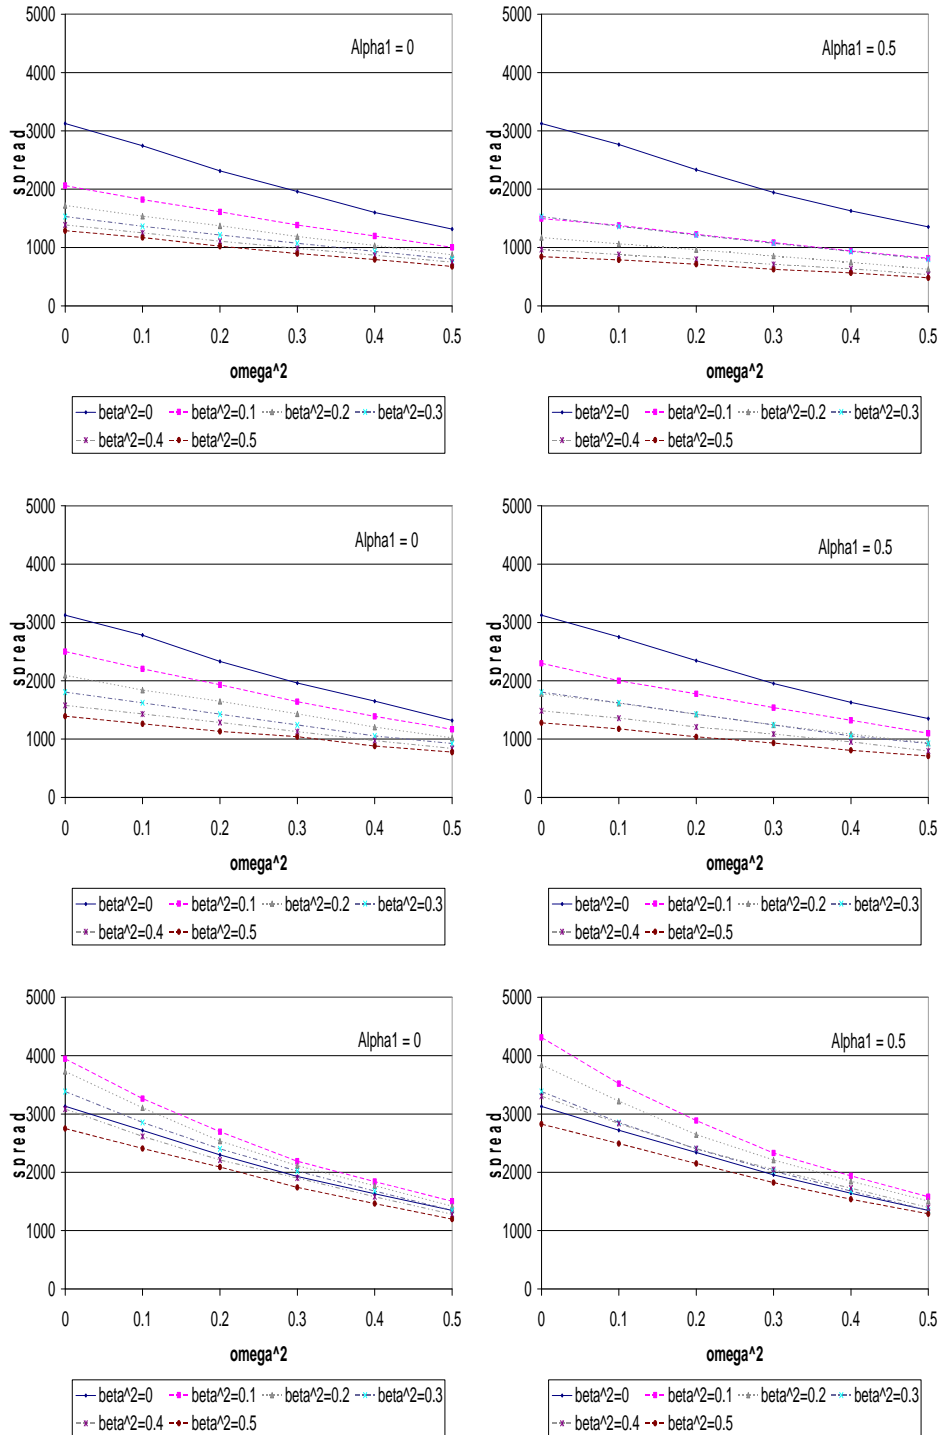 5000
4000
3000
2000
1000
0
spread
Alpha1 = 0
0 0.1 0.2 0.3 0.4 0.5
omega^2
beta^2=0 beta^2=0.1 beta^2=0.2 beta^2=0.3
beta^2=0.4 beta^2=0.5
5000
4000
3000
2000
1000
0
spread
Alpha1 = 0.5
0 0.1 0.2 0.3 0.4 0.5
omega^2
beta^2=0 beta^2=0.1 beta^2=0.2 beta^2=0.3
beta^2=0.4 beta^2=0.5
5000
4000
3000
2000
1000
0
spread
Alpha1 = 0
0 0.1 0.2 0.3 0.4 0.5
omega^2
beta^2=0 beta^2=0.1 beta^2=0.2 beta^2=0.3
beta^2=0.4 beta^2=0.5
5000
4000
3000
2000
1000
0
spread
Alpha1 = 0.5
0 0.1 0.2 0.3 0.4 0.5
omega^2
beta^2=0 beta^2=0.1 beta^2=0.2 beta^2=0.3
beta^2=0.4 beta^2=0.5
5000
4000
3000
2000
1000
0
spread
Alpha1 = 0
0 0.1 0.2 0.3 0.4 0.5
omega^2
beta^2=0 beta^2=0.1 beta^2=0.2 beta^2=0.3
beta^2=0.4 beta^2=0.5
5000
4000
3000
2000
1000
0
spread
Alpha1 = 0.5
0 0.1 0.2 0.3 0.4 0.5
omega^2
beta^2=0 beta^2=0.1 beta^2=0.2 beta^2=0.3
beta^2=0.4 beta^2=0.5